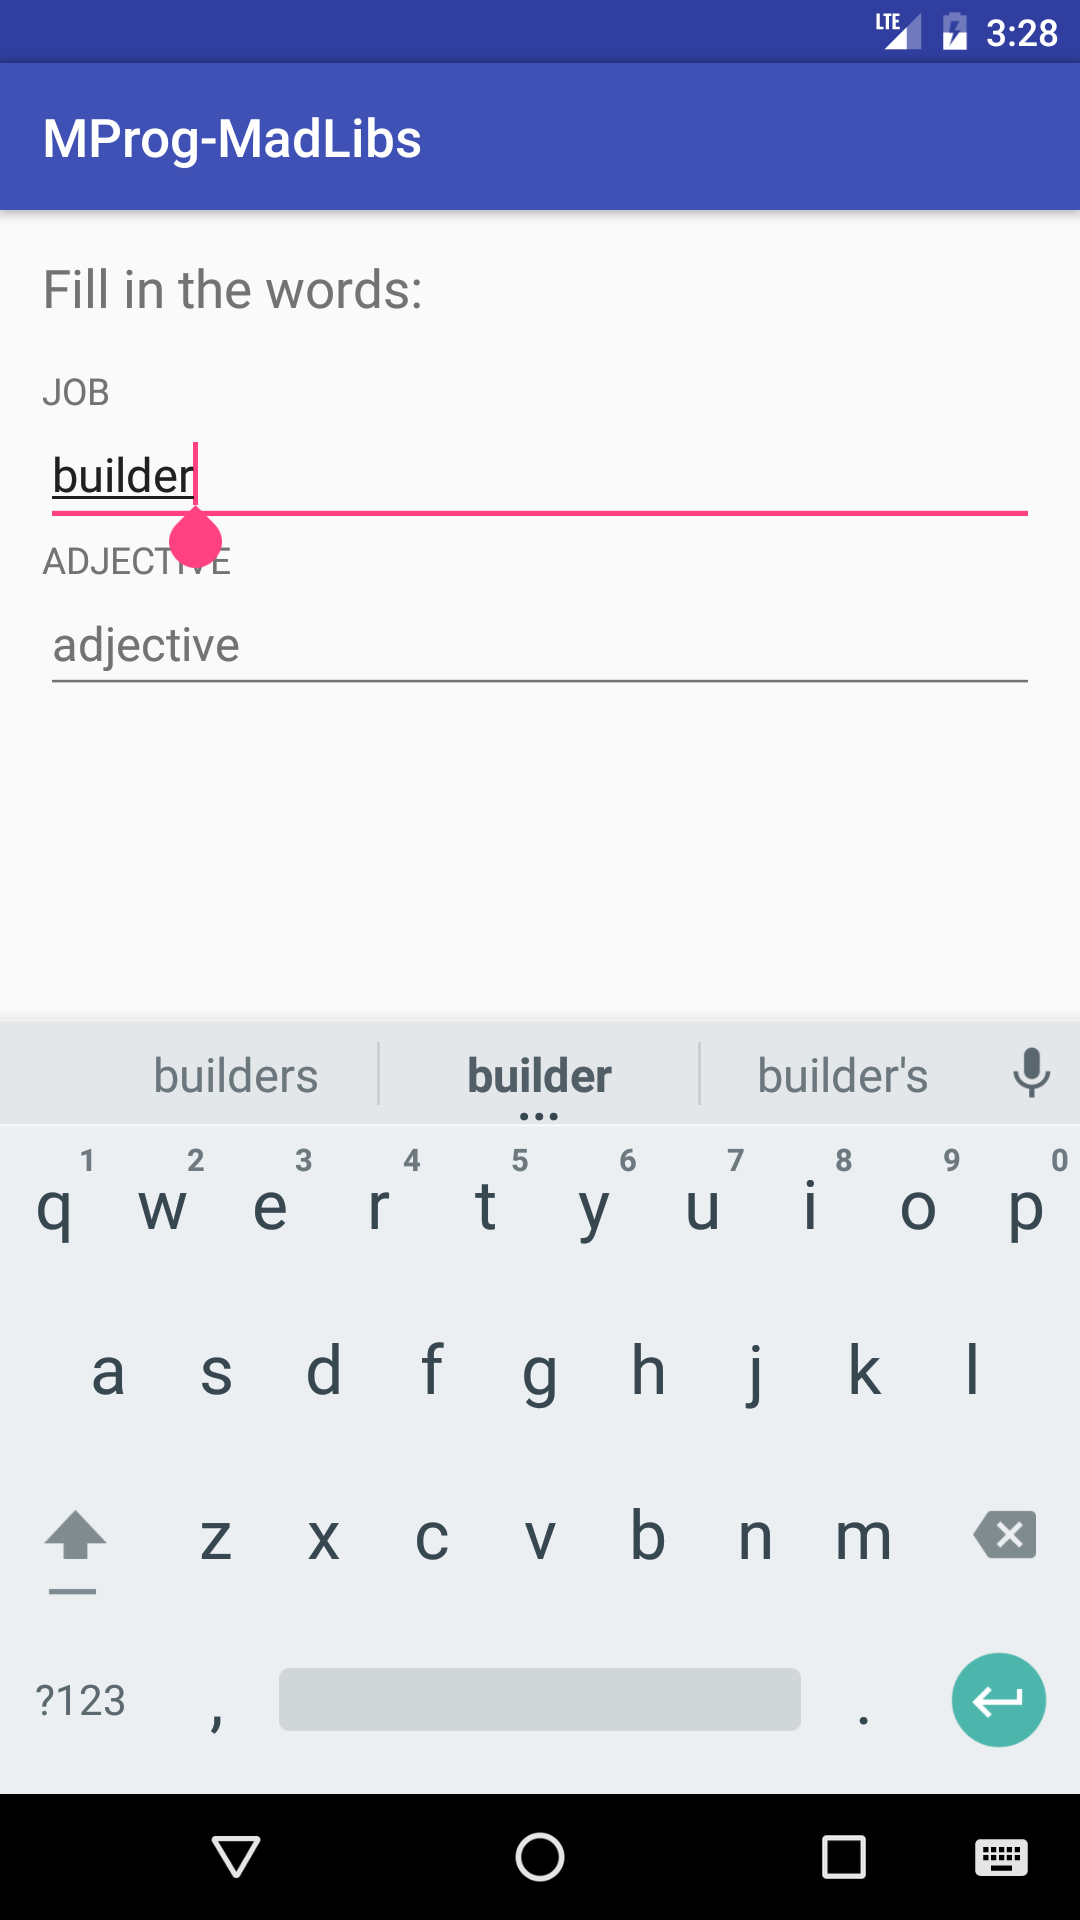 LTE 3:28
MProg-MadLibs
Fill in the words:
JOB
builder
ADJECTIVE
adjective
builders builder builder's
1 2 3 4 5 6 7 8 9 0
q w e r t y u i o p
a s d f g h j k l
z x c v b n m
?123 , .